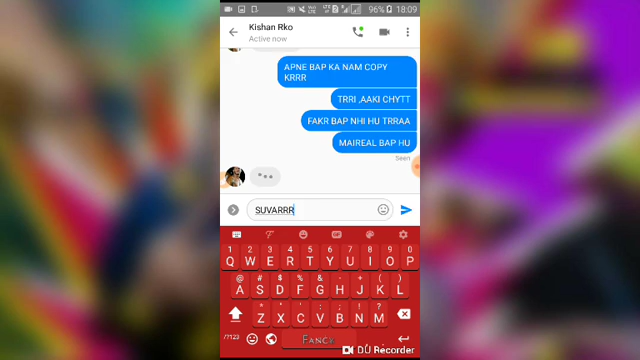 96% 18:09
Kishan Rko
Active now
APNE BAP KA NAM COPY
KRRR
TRRI ,AAKI CHYTT
FAKR BAP NHI HU TRRAA
MAIREAL BAP HU
Seen
SUVARRR
1 2 3 4 5 6 7 8 9 0
Q W E R T Y U I O P
@ # $ % & - + ( )
A S D F G H J K L
* " ' : ; ! ?
Z X C V B N M
/?123 FANCY
DU Recorder